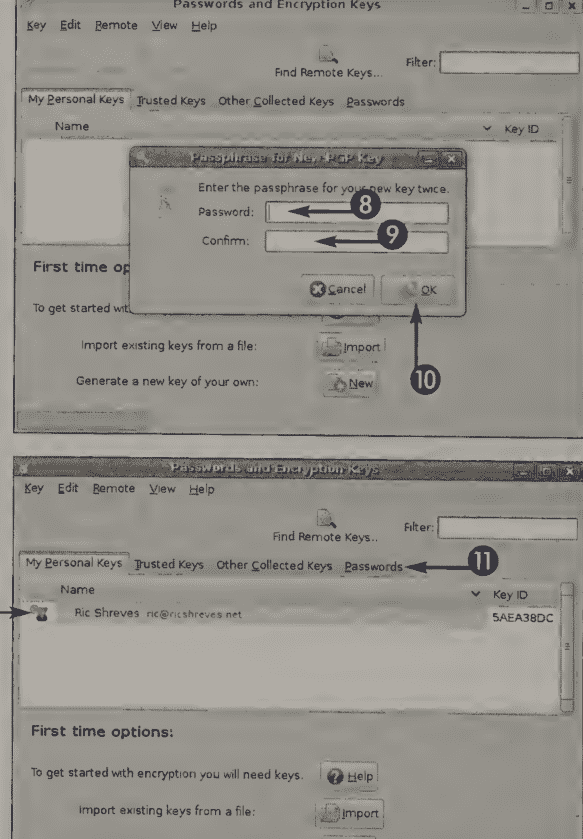 Passwords and Encryption Keys
Key Edit Remote View Help
Find Remote Keys...
Filter:
My Personal Keys Trusted Keys Other Collected Keys Passwords
Name Key ID
Passphrase for New PGP Key
Enter the passphrase for your new key twice.
Password: 8
Confirm: 9
Cancel OK
10
First time op
To get started wit
Import existing keys from a file: Import
Generate a new key of your own: New
Passwords and Encryption Keys
Key Edit Remote View Help
Find Remote Keys..
Filter:
My Personal Keys Trusted Keys Other Collected Keys Passwords 11
Name Key ID
Ric Shreves ric@ricshreves.net 5AEA38DC
First time options:
To get started with encryption you will need keys. Help
Import existing keys from a file: Import